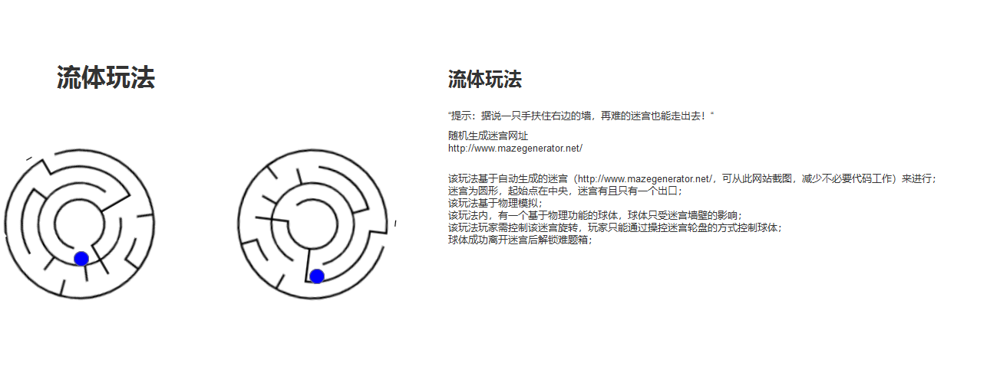 流体玩法
流体玩法
“提示：据说一只手扶住右边的墙，再难的迷宫也能走出去！“
随机生成迷宫网址
http://www.mazegenerator.net/
该玩法基于自动生成的迷宫（http://www.mazegenerator.net/，可从此网站截图，减少不必要代码工作）来进行；
迷宫为圆形，起始点在中央，迷宫有且只有一个出口；
该玩法基于物理模拟；
该玩法内，有一个基于物理功能的球体，球体只受迷宫墙壁的影响；
该玩法玩家需控制该迷宫旋转，玩家只能通过操控迷宫轮盘的方式控制球体；
球体成功离开迷宫后解锁难题箱；